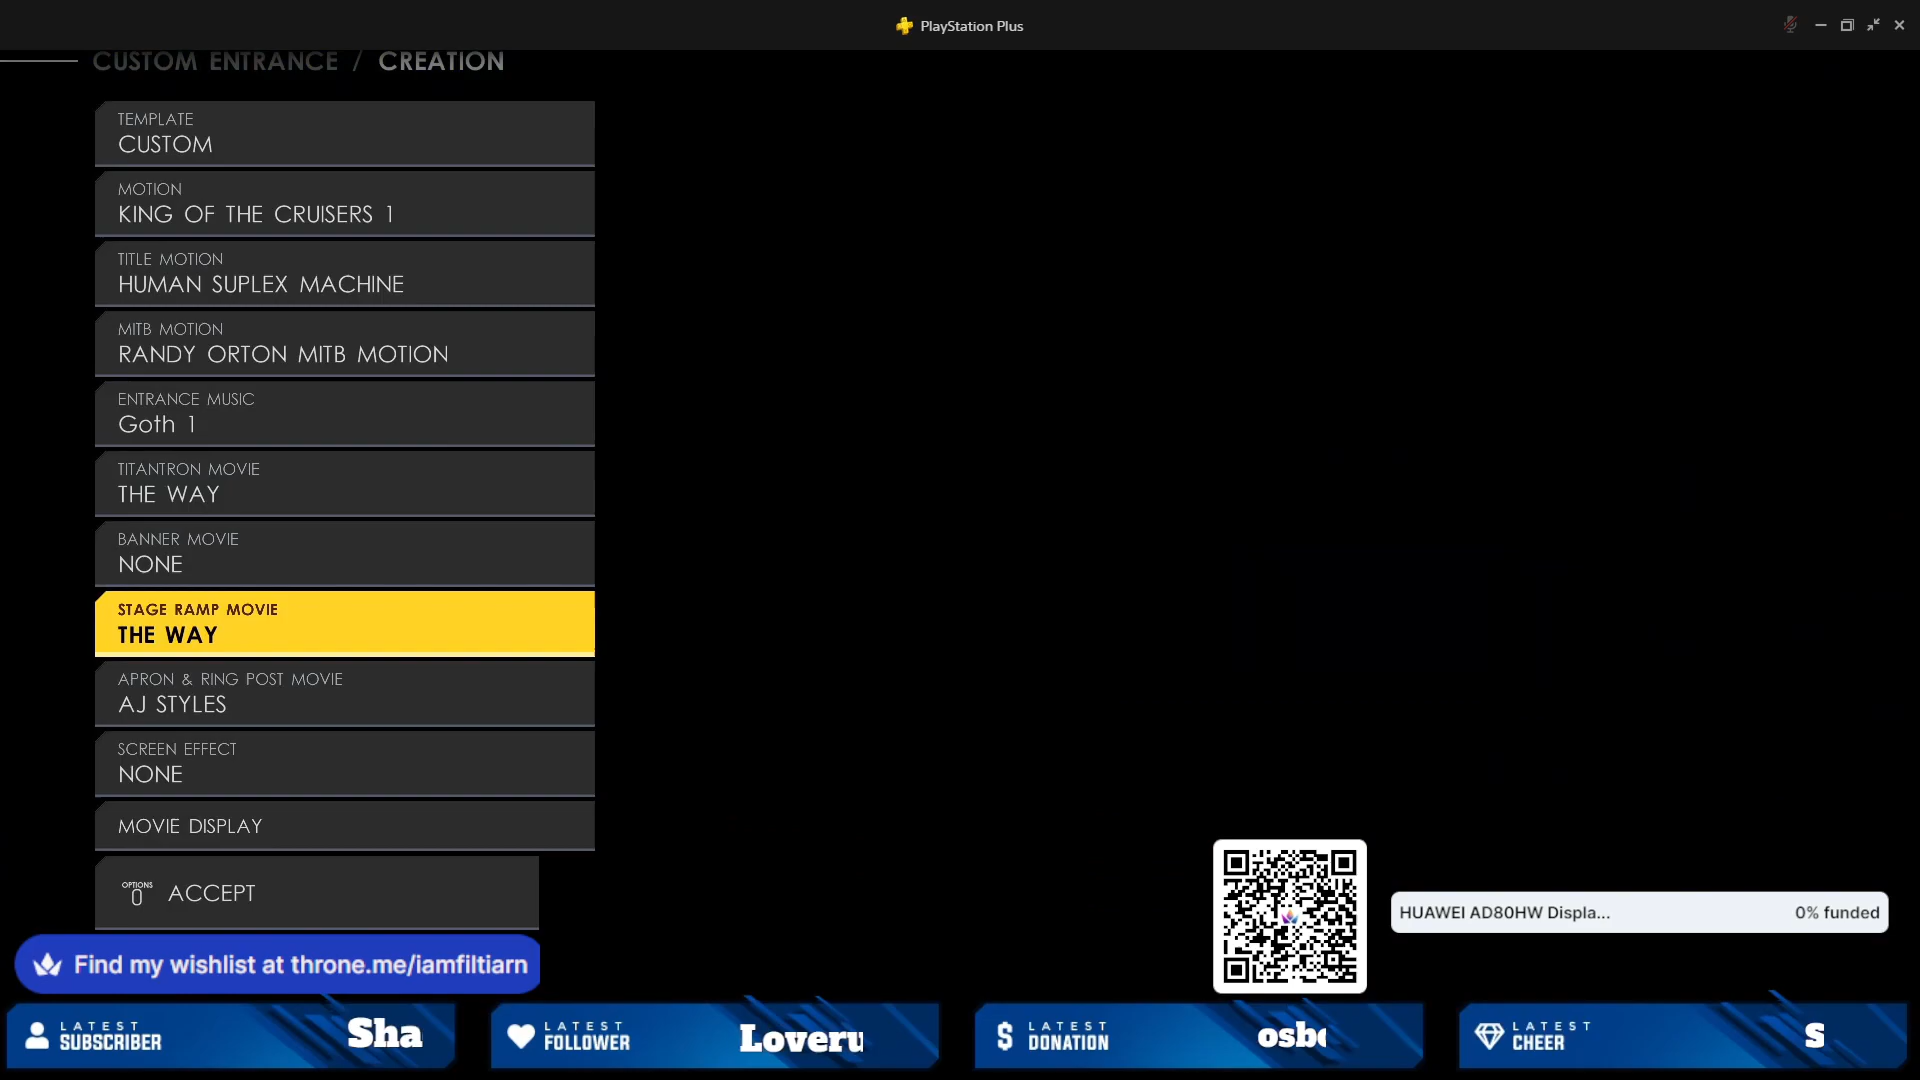 PlayStation Plus
CUSTOM ENTRANCE / CREATION
TEMPLATE
CUSTOM
MOTION
KING OF THE CRUISERS 1
TITLE MOTION
HUMAN SUPLEX MACHINE
MITB MOTION
RANDY ORTON MITB MOTION
ENTRANCE MUSIC
Goth 1
TITANTRON MOVIE
THE WAY
BANNER MOVIE
NONE
STAGE RAMP MOVIE
THE WAY
APRON & RING POST MOVIE
AJ STYLES
SCREEN EFFECT
NONE
MOVIE DISPLAY
OPTIONS
ACCEPT
HUAWEI AD80HW Displa... 0% funded
Find my wishlist at throne.me/iamfiltiarn
LATEST
SUBSCRIBER
Sha
LATEST
FOLLOWER
Loveru
LATEST
DONATION
LATEST
CHEER
S